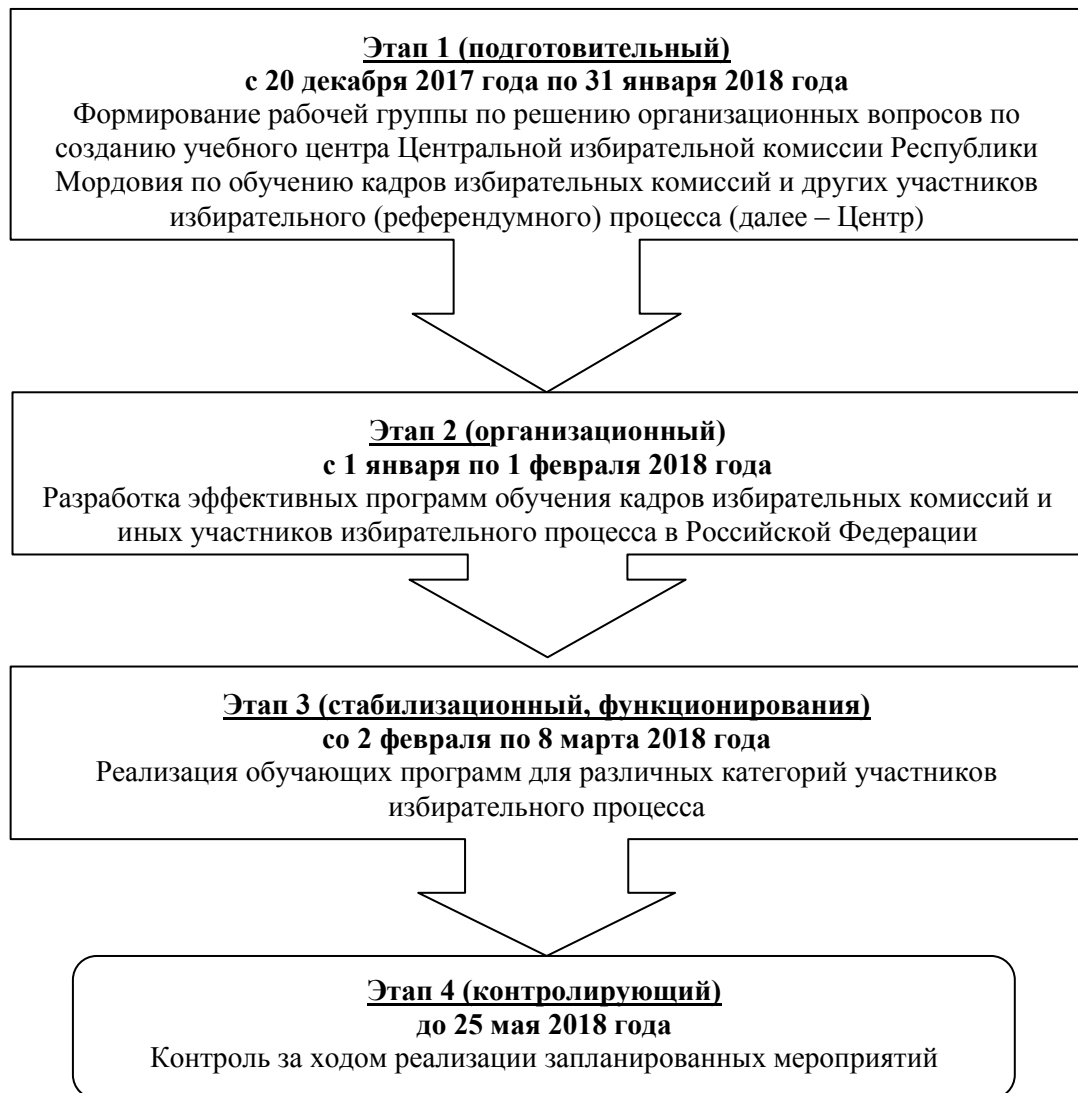 Этап 1 (подготовительный)
с 20 декабря 2017 года по 31 января 2018 года
Формирование рабочей группы по решению организационных вопросов по
созданию учебного центра Центральной избирательной комиссии Республики
Мордовия по обучению кадров избирательных комиссий и других участников
избирательного (референдумного) процесса (далее – Центр)
Этап 2 (организационный)
с 1 января по 1 февраля 2018 года
Разработка эффективных программ обучения кадров избирательных комиссий и
иных участников избирательного процесса в Российской Федерации
Этап 3 (стабилизационный, функционирования)
со 2 февраля по 8 марта 2018 года
Реализация обучающих программ для различных категорий участников
избирательного процесса
Этап 4 (контролирующий)
до 25 мая 2018 года
Контроль за ходом реализации запланированных мероприятий